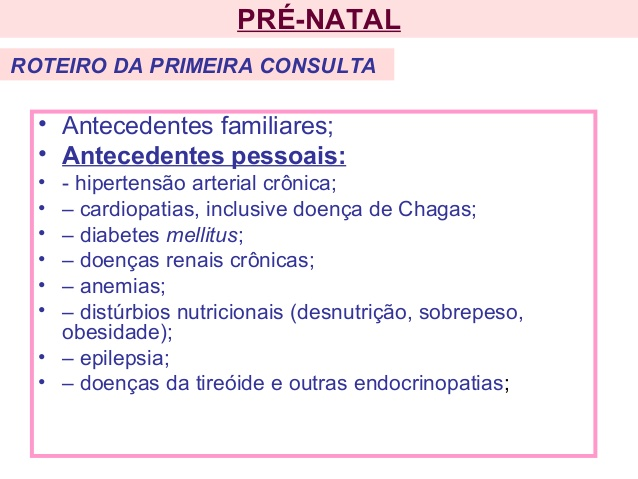 PRÉ-NATAL
ROTEIRO DA PRIMEIRA CONSULTA
• Antecedentes familiares;
• Antecedentes pessoais:
• - hipertensão arterial crônica;
• – cardiopatias, inclusive doença de Chagas;
• – diabetes mellitus;
• – doenças renais crônicas;
• – anemias;
• – distúrbios nutricionais (desnutrição, sobrepeso,
obesidade);
• – epilepsia;
• – doenças da tireóide e outras endocrinopatias;